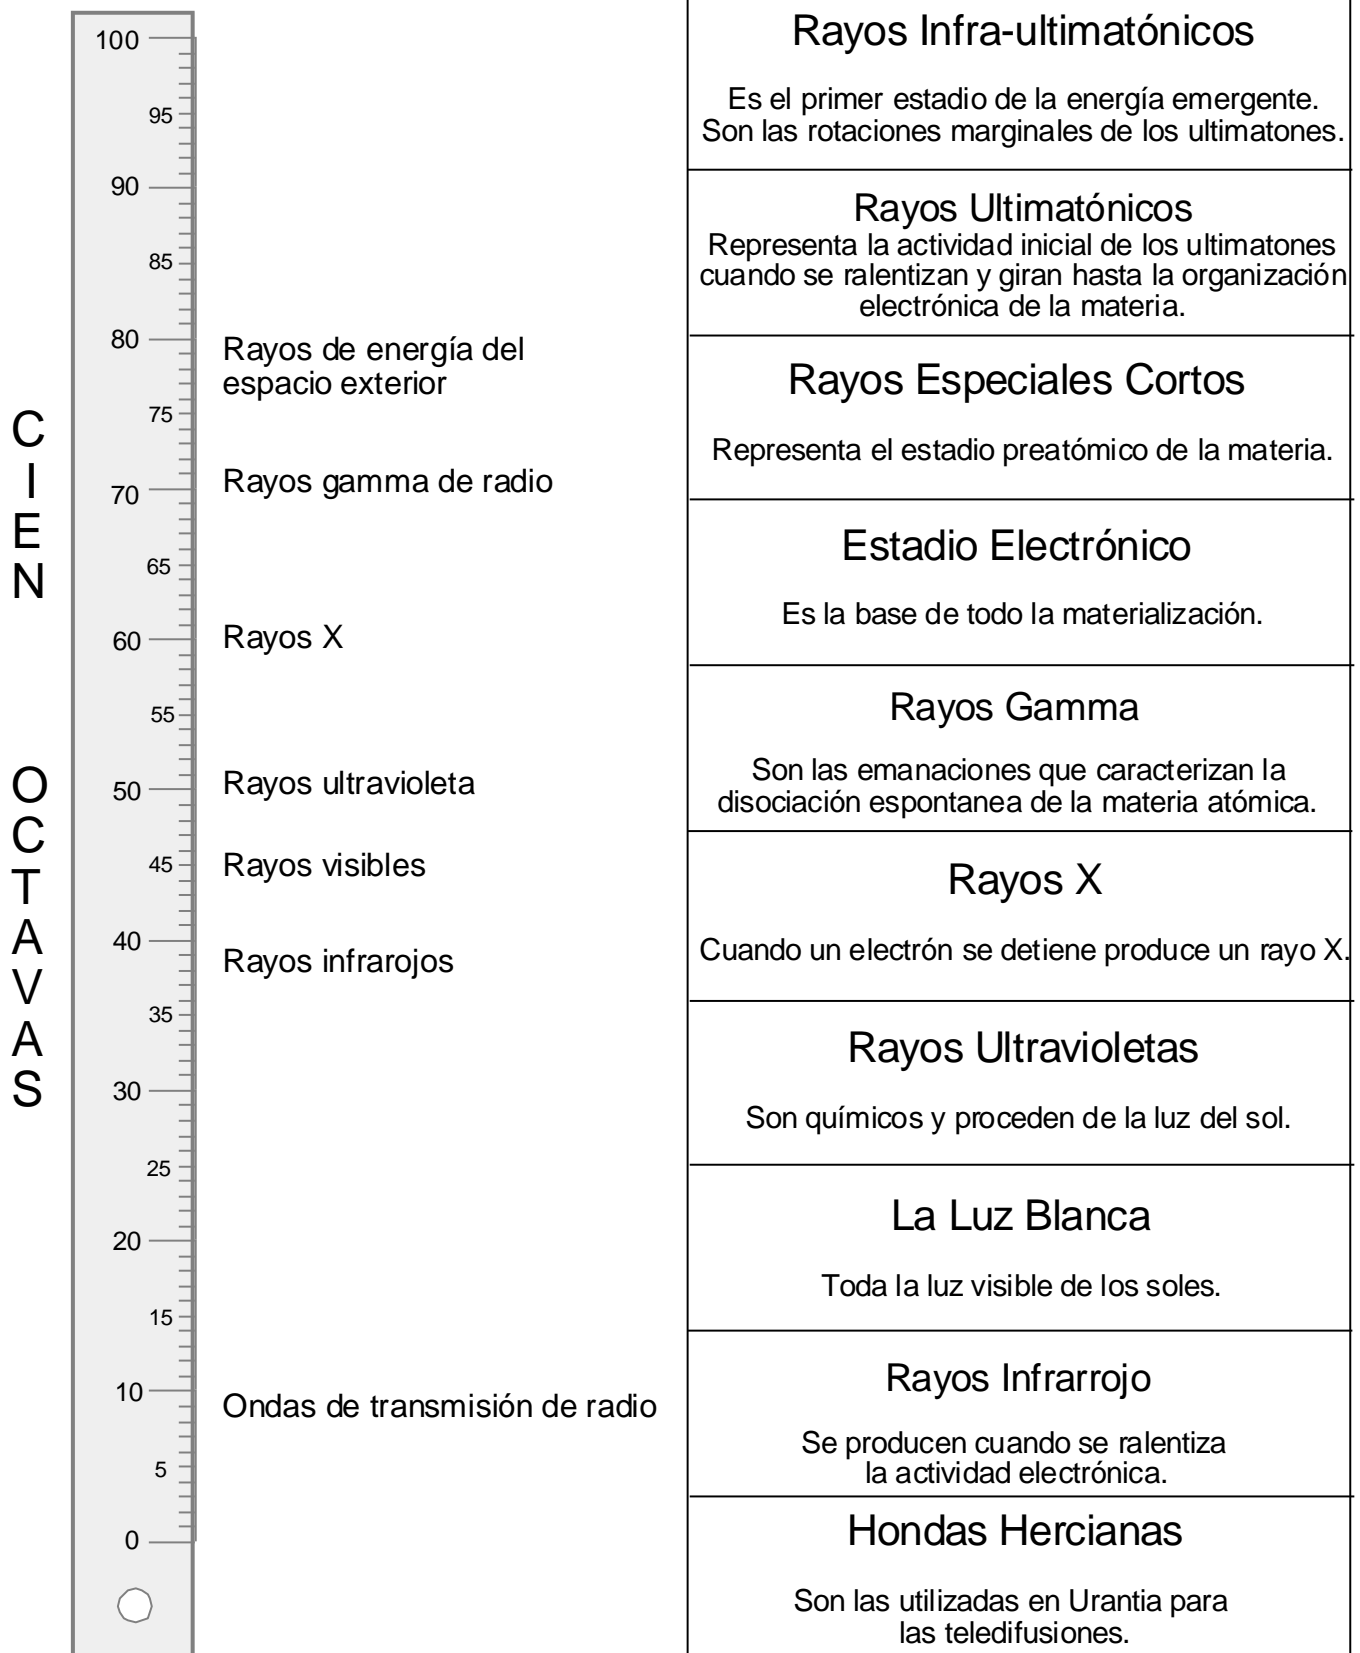 CIEN
OCTAVAS
100
95
90
85
80
75
70
65
60
55
50
45
40
35
30
25
20
15
10
5
0
Rayos de energía del
espacio exterior
Rayos gamma de radio
Rayos X
Rayos ultravioleta
Rayos visibles
Rayos infrarojos
Ondas de transmisión de radio
Rayos Infra-ultimatónicos
Es el primer estadio de la energía emergente.
Son las rotaciones marginales de los ultimatones.
Rayos Ultimatónicos
Representa la actividad inicial de los ultimatones
cuando se ralentizan y giran hasta la organización
electrónica de la materia.
Rayos Especiales Cortos
Representa el estadio preatómico de la materia.
Estadio Electrónico
Es la base de todo la materialización.
Rayos Gamma
Son las emanaciones que caracterizan la
disociación espontanea de la materia atómica.
Rayos X
Cuando un electrón se detiene produce un rayo X.
Rayos Ultravioletas
Son químicos y proceden de la luz del sol.
La Luz Blanca
Toda la luz visible de los soles.
Rayos Infrarrojo
Se producen cuando se ralentiza
la actividad electrónica.
Hondas Hercianas
Son las utilizadas en Urantia para
las teledifusiones.